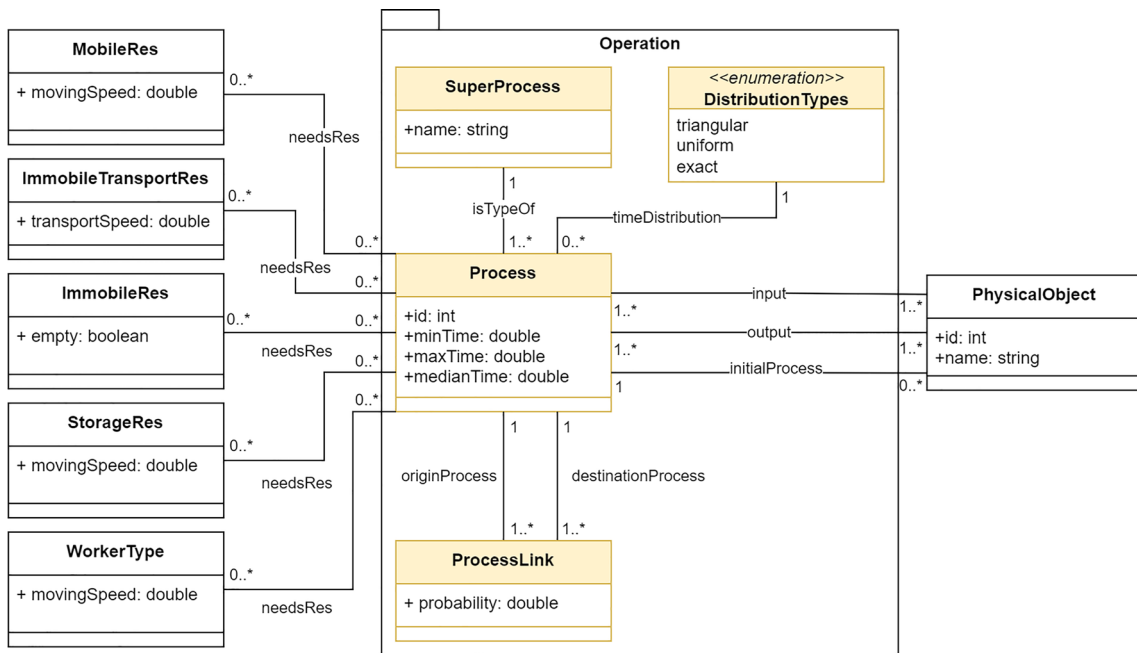 MobileRes
+ movingSpeed: double
0..*
needsRes
0..*
ImmobileTransportRes
+ transportSpeed: double
0..*
needsRes
0..*
ImmobileRes
+ empty: boolean
0..*
needsRes
0..*
StorageRes
+ movingSpeed: double
0..*
needsRes
0..*
WorkerType
+ movingSpeed: double
0..*
needsRes
0..*
Operation
SuperProcess
+name: string
1
isTypeOf
1..*
<<enumeration>>
DistributionTypes
triangular
uniform
exact
1
timeDistribution
0..*
Process
+id: int
+minTime: double
+maxTime: double
+medianTime: double
input
1..*
1..*
output
1..*
1..*
initialProcess
1
0..*
PhysicalObject
+id: int
+name: string
1
1
originProcess
destinationProcess
1..*
1..*
ProcessLink
+ probability: double